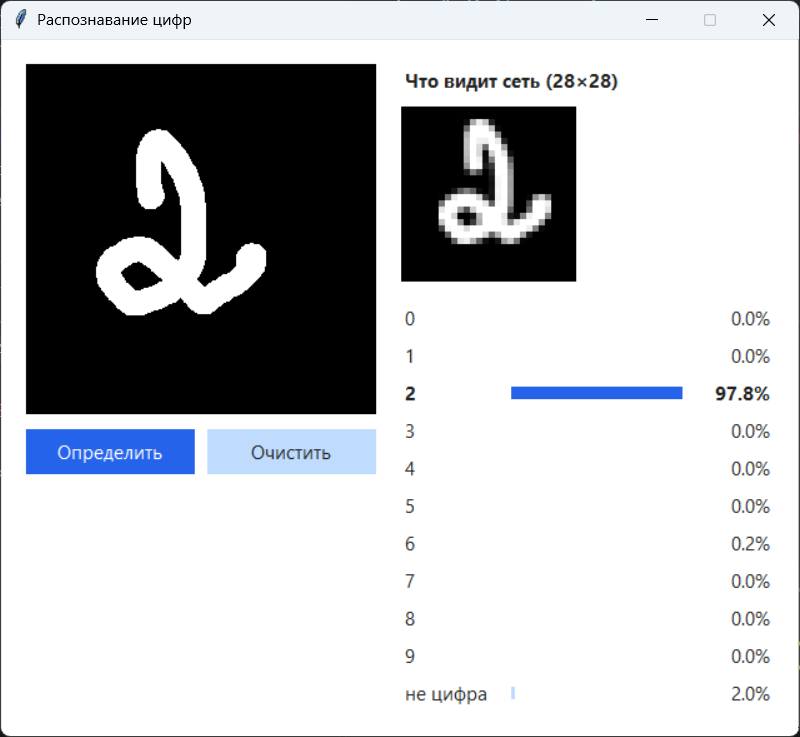 Распознавание цифр
2
Определить
Очистить
Что видит сеть (28×28)
0 0.0%
1 0.0%
2 97.8%
3 0.0%
4 0.0%
5 0.0%
6 0.2%
7 0.0%
8 0.0%
9 0.0%
не цифра 2.0%